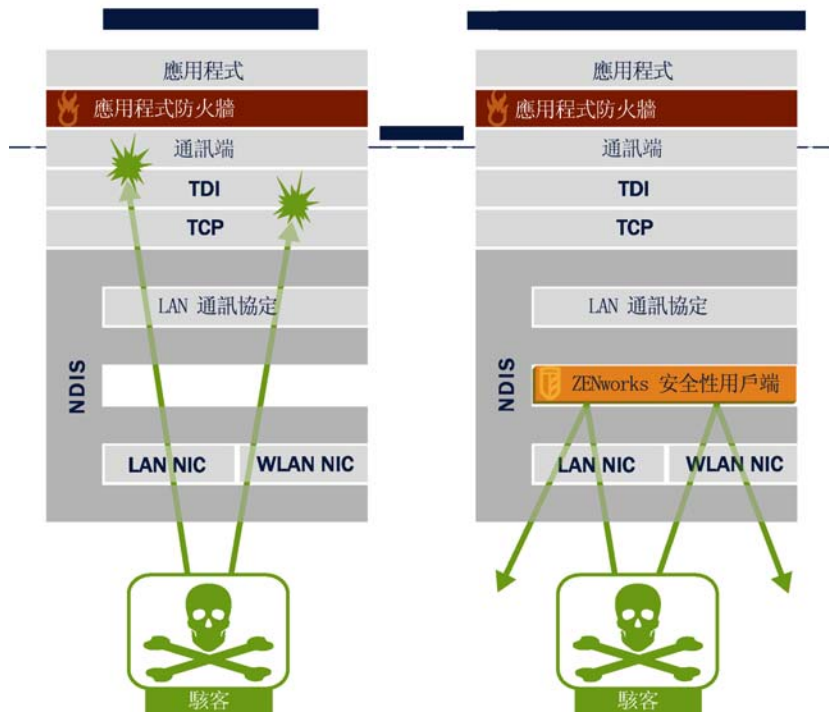 應用程式
應用程式防火牆
通訊端
TDI
TCP
LAN 通訊協定
NDIS
LAN NIC
WLAN NIC
駭客
應用程式
應用程式防火牆
通訊端
TDI
TCP
LAN 通訊協定
NDIS
ZENworks 安全性用戶端
LAN NIC
WLAN NIC
駭客